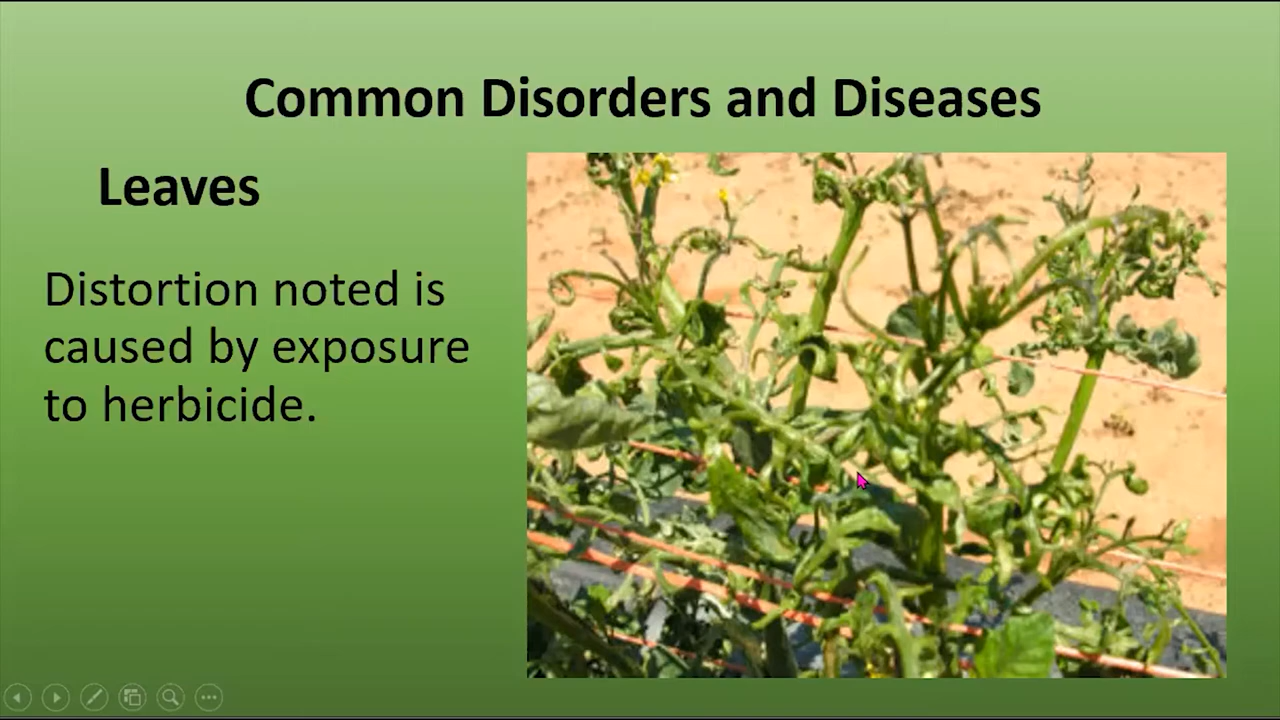 Common Disorders and Diseases
Leaves
Distortion noted is
caused by exposure
to herbicide.